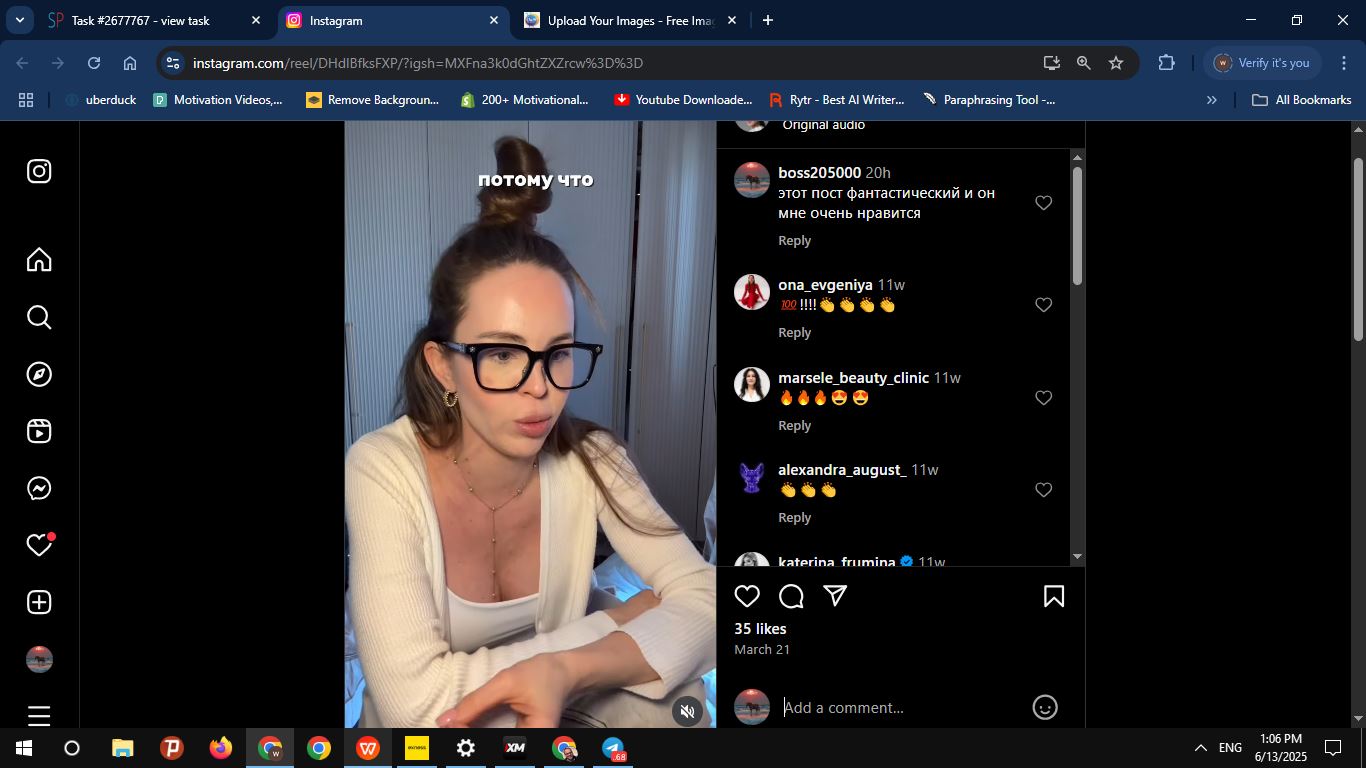 Task #2677767 - view task
Instagram
Upload Your Images - Free Imag
instagram.com/reel/DHdIBfksFXP/?igsh=MXFna3k0dGhtZXZrcw%3D%3D
Verify it's you
uberduck
Motivation Videos,...
Remove Backgroun...
200+ Motivational...
Youtube Downloade...
Rytr - Best AI Writer...
Paraphrasing Tool -...
»
All Bookmarks
Original audio
потому что
boss205000 20h
этот пост фантастический и он
мне очень нравится
Reply
ona_evgeniya 11w
💯!!!!👏👏👏👏
Reply
marsele_beauty_clinic 11w
🔥🔥🔥😍😍
Reply
alexandra_august_ 11w
👏👏👏
Reply
katerina_frumina 11w
35 likes
March 21
Add a comment...
exness
XM
.68
ENG
1:06 PM
6/13/2025